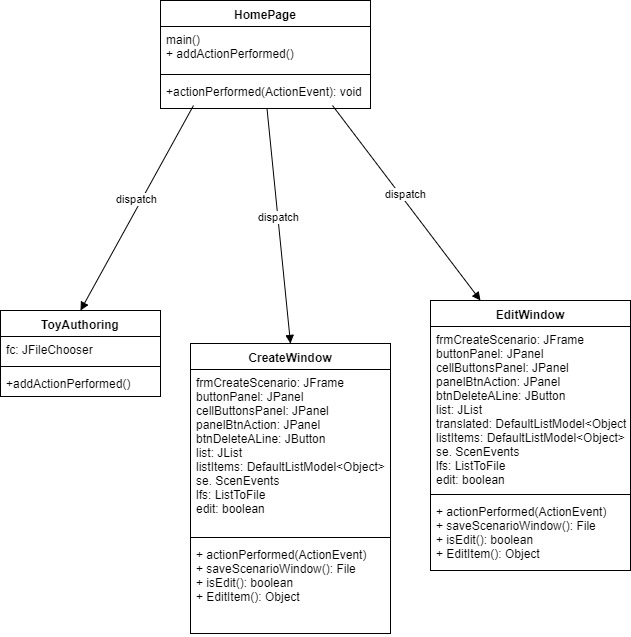 HomePage
main()
+ addActionPerformed()
+actionPerformed(ActionEvent): void
dispatch
dispatch
dispatch
ToyAuthoring
fc: JFileChooser
+addActionPerformed()
CreateWindow
frmCreateScenario: JFrame
buttonPanel: JPanel
cellButtonsPanel: JPanel
panelBtnAction: JPanel
btnDeleteALine: JButton
list: JList
listItems: DefaultListModel<Object>
se. ScenEvents
lfs: ListToFile
edit: boolean
+ actionPerformed(ActionEvent)
+ saveScenarioWindow(): File
+ isEdit(): boolean
+ EditItem(): Object
EditWindow
frmCreateScenario: JFrame
buttonPanel: JPanel
cellButtonsPanel: JPanel
panelBtnAction: JPanel
btnDeleteALine: JButton
list: JList
translated: DefaultListModel<Object
listItems: DefaultListModel<Object>
se. ScenEvents
lfs: ListToFile
edit: boolean
+ actionPerformed(ActionEvent)
+ saveScenarioWindow(): File
+ isEdit(): boolean
+ EditItem(): Object